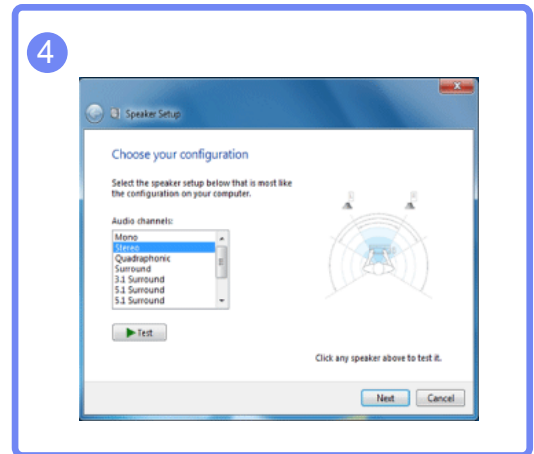 4
Speaker Setup
Choose your configuration
Select the speaker setup below that is most like
the configuration on your computer.
Audio channels:
Mono
Stereo
Quadraphonic
Surround
3.1 Surround
5.1 Surround
5.1 Surround
Test
Click any speaker above to test it.
Next
Cancel